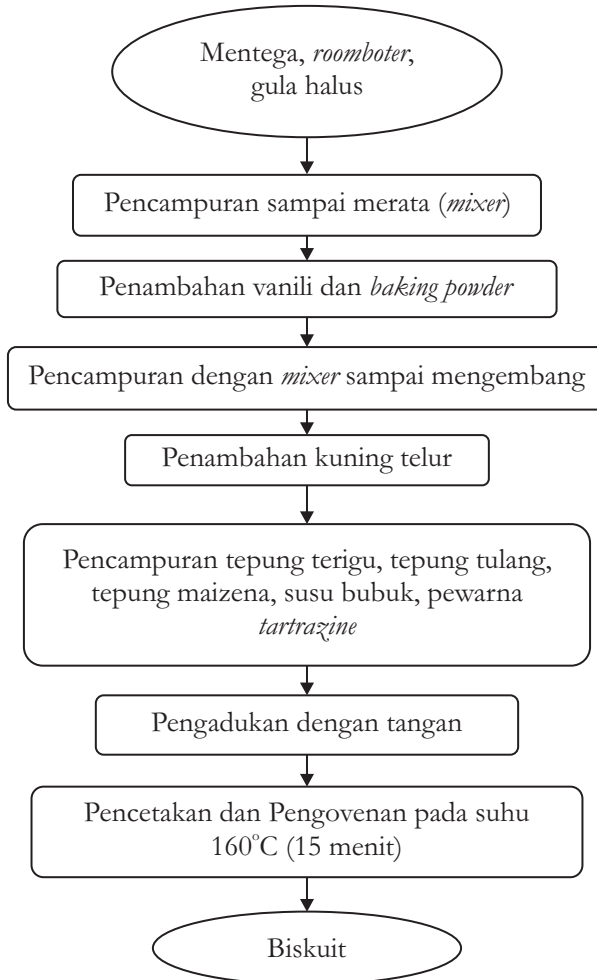 Mentega, roomboter,
gula halus
Pencampuran sampai merata (mixer)
Penambahan vanili dan baking powder
Pencampuran dengan mixer sampai mengembang
Penambahan kuning telur
Pencampuran tepung terigu, tepung tulang,
tepung maizena, susu bubuk, pewarna
tartrazine
Pengadukan dengan tangan
Pencetakan dan Pengovenan pada suhu
160°C (15 menit)
Biskuit